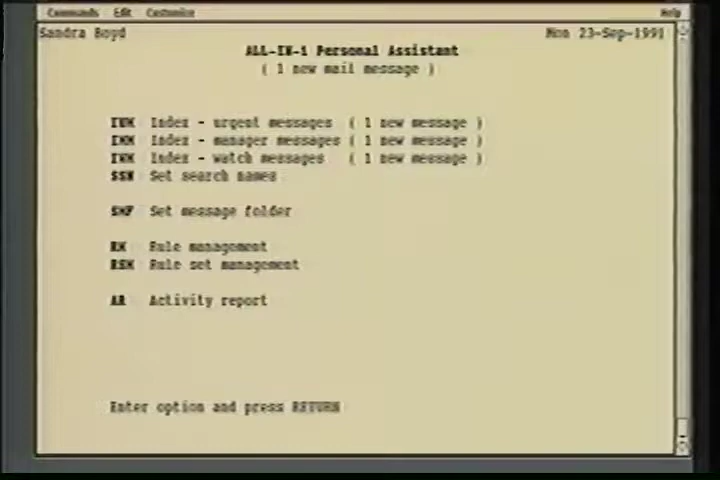 Commands Edit Customize Help
Sandra Boyd Mon 23-Sep-1991
ALL-IN-1 Personal Assistant
( 1 new mail message )
IUM Index - urgent messages ( 1 new message )
IMM Index - manager messages ( 1 new message )
IWM Index - watch messages ( 1 new message )
SSN Set search names
SMF Set message folder
RM Rule management
RSM Rule set management
AR Activity report
Enter option and press RETURN